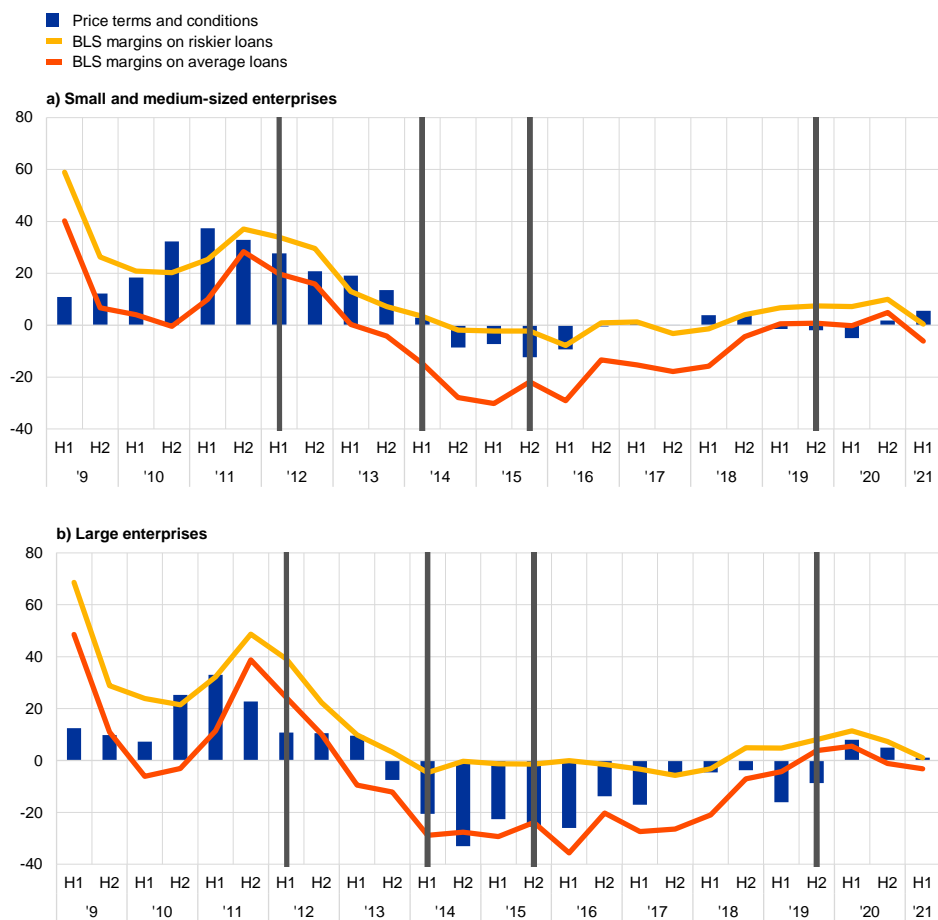 Price terms and conditions
BLS margins on riskier loans
BLS margins on average loans
a) Small and medium-sized enterprises
80
60
40
20
0
-20
-40
H1 H2 H1 H2 H1 H2 H1 H2 H1 H2 H1 H2 H1 H2 H1 H2 H1 H2 H1 H2 H1 H2 H1 H2 H1
'9 '10 '11 '12 '13 '14 '15 '16 '17 '18 '19 '20 '21
b) Large enterprises
80
60
40
20
0
-20
-40
H1 H2 H1 H2 H1 H2 H1 H2 H1 H2 H1 H2 H1 H2 H1 H2 H1 H2 H1 H2 H1 H2 H1 H2 H1
'9 '10 '11 '12 '13 '14 '15 '16 '17 '18 '19 '20 '21